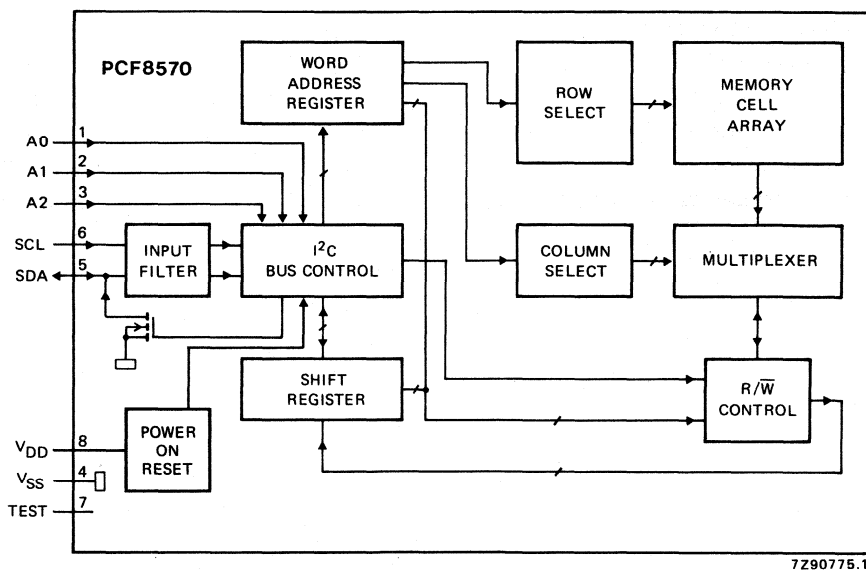 PCF8570
WORD
ADDRESS
REGISTER
ROW
SELECT
MEMORY
CELL
ARRAY
A0 1
A1 2
A2 3
SCL 6
SDA 5
INPUT
FILTER
I²C
BUS CONTROL
COLUMN
SELECT
MULTIPLEXER
SHIFT
REGISTER
R/W̅
CONTROL
POWER
ON
RESET
VDD 8
VSS 4
TEST 7
7Z90775.1